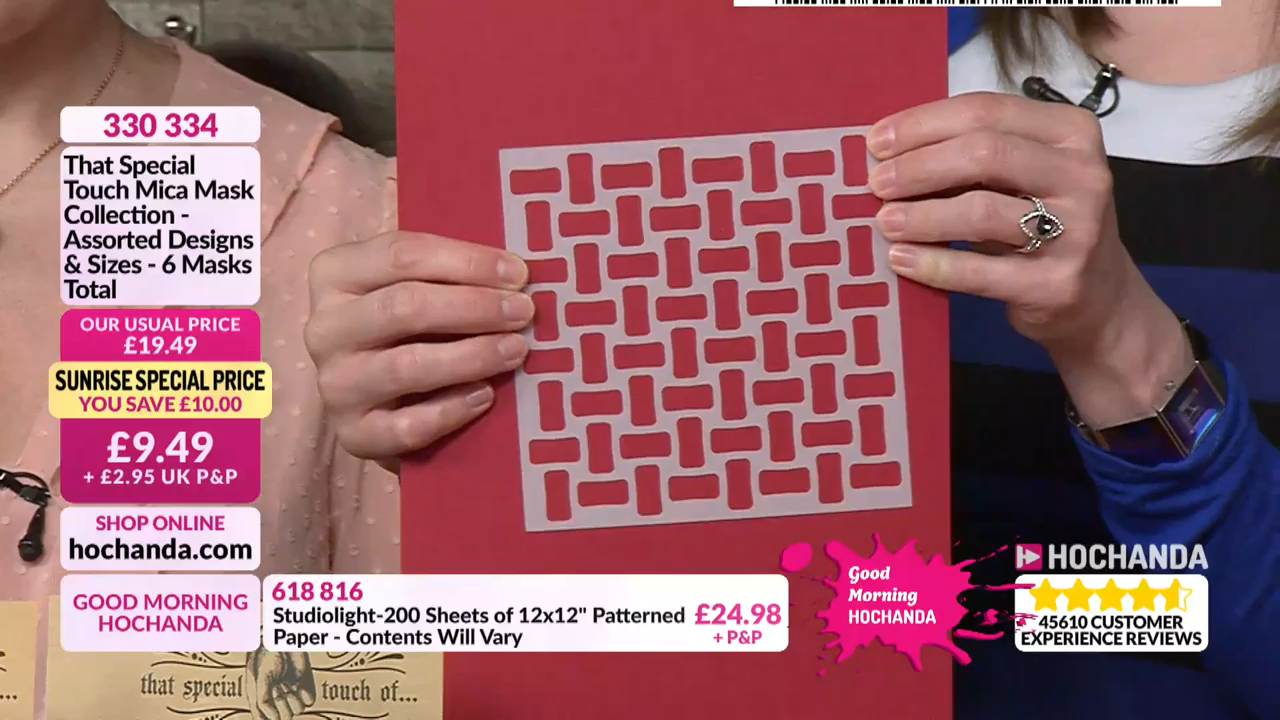 330 334
That Special
Touch Mica Mask
Collection -
Assorted Designs
& Sizes - 6 Masks
Total
OUR USUAL PRICE
£19.49
SUNRISE SPECIAL PRICE
YOU SAVE £10.00
£9.49
+ £2.95 UK P&P
SHOP ONLINE
hochanda.com
GOOD MORNING
HOCHANDA
618 816
Studiolight-200 Sheets of 12x12" Patterned
Paper - Contents Will Vary
£24.98
+ P&P
Good
Morning
HOCHANDA
HOCHANDA
45610 CUSTOMER
EXPERIENCE REVIEWS
that special touch of...